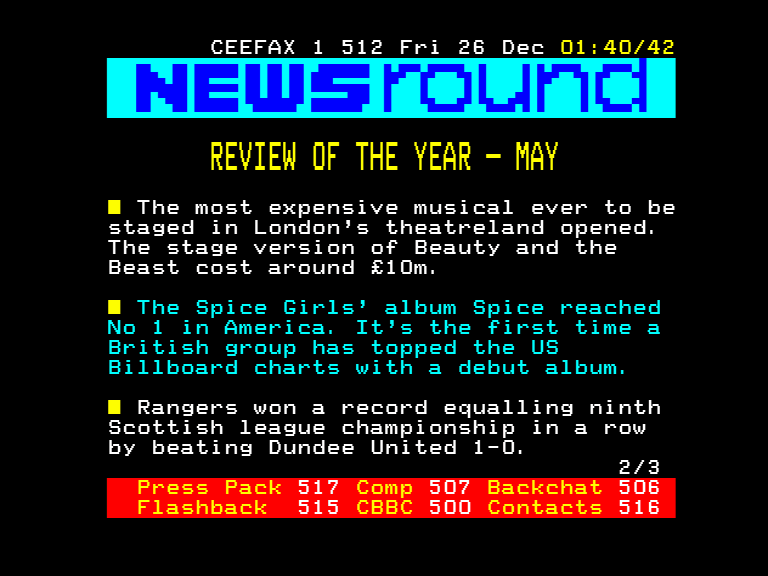 CEEFAX 1 512 Fri 26 Dec 01:40/42
NEWSround
REVIEW OF THE YEAR – MAY
The most expensive musical ever to be
staged in London's theatreland opened.
The stage version of Beauty and the
Beast cost around £10m.
The Spice Girls' album Spice reached
No 1 in America. It's the first time a
British group has topped the US
Billboard charts with a debut album.
Rangers won a record equalling ninth
Scottish league championship in a row
by beating Dundee United 1-0.
2/3
Press Pack 517 Comp 507 Backchat 506
Flashback 515 CBBC 500 Contacts 516